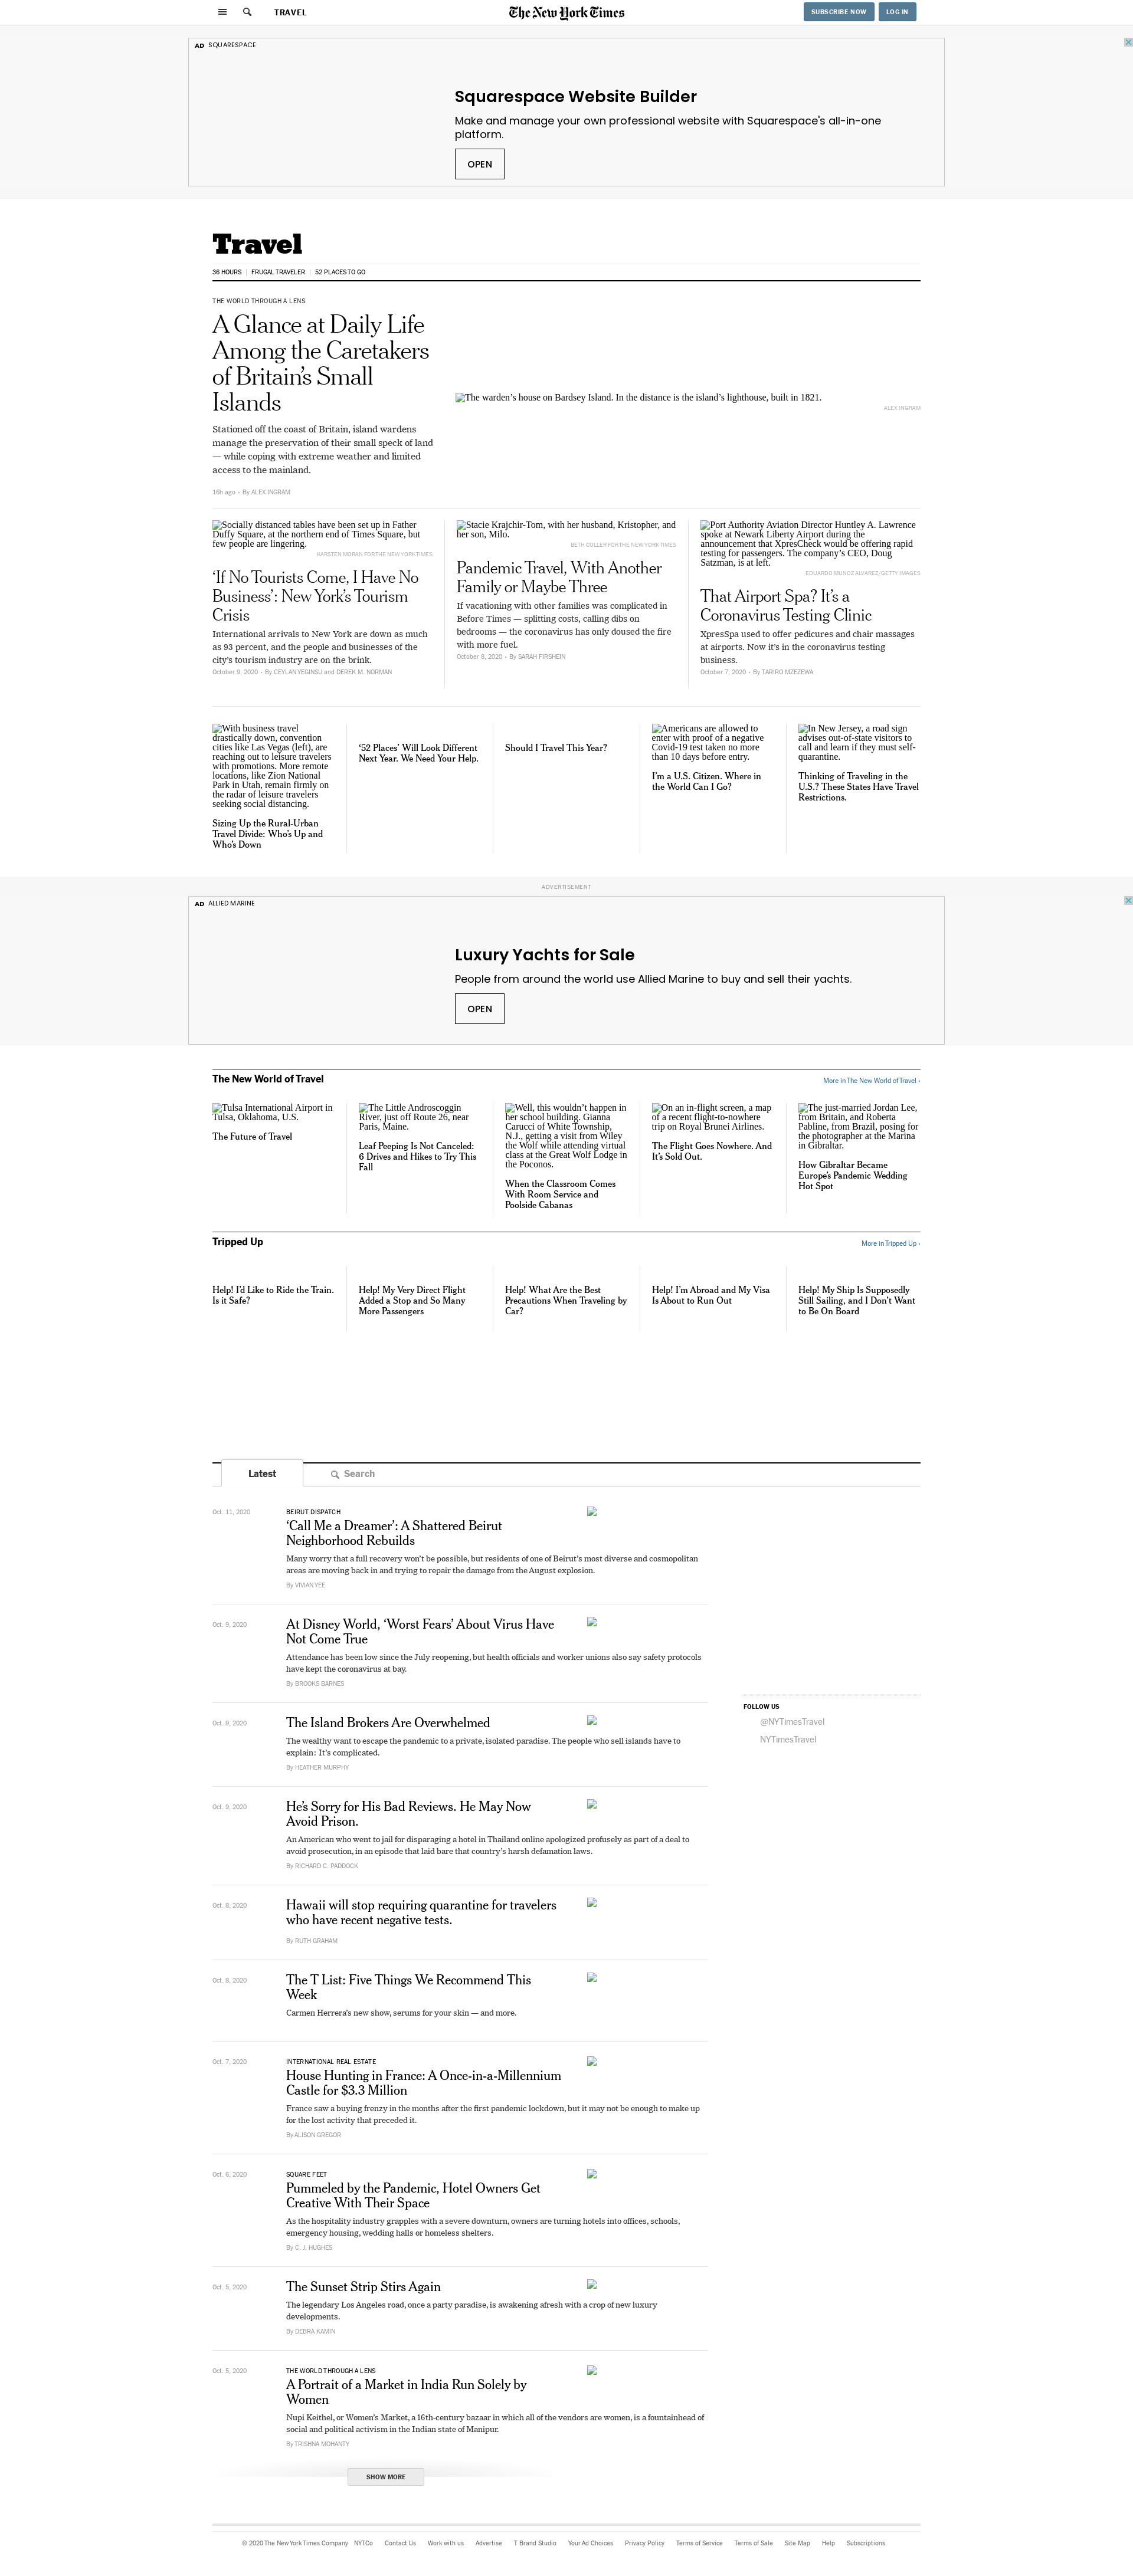 TRAVEL
The New York Times
SUBSCRIBE NOW
LOG IN
AD SQUARESPACE
Squarespace Website Builder
Make and manage your own professional website with Squarespace's all-in-one
platform.
OPEN
Travel
36 HOURS
FRUGAL TRAVELER
52 PLACES TO GO
THE WORLD THROUGH A LENS
A Glance at Daily Life
Among the Caretakers
of Britain’s Small
Islands
Stationed off the coast of Britain, island wardens
manage the preservation of their small speck of land
— while coping with extreme weather and limited
access to the mainland.
16h ago • By ALEX INGRAM
The warden’s house on Bardsey Island. In the distance is the island’s lighthouse, built in 1821.
ALEX INGRAM
Socially distanced tables have been set up in Father
Duffy Square, at the northern end of Times Square, but
few people are lingering.
KARSTEN MORAN FOR THE NEW YORK TIMES
‘If No Tourists Come, I Have No
Business’: New York’s Tourism
Crisis
International arrivals to New York are down as much
as 93 percent, and the people and businesses of the
city’s tourism industry are on the brink.
October 9, 2020 • By CEYLAN YEGINSU and DEREK M. NORMAN
Stacie Krajchir-Tom, with her husband, Kristopher, and
her son, Milo.
BETH COLLER FOR THE NEW YORK TIMES
Pandemic Travel, With Another
Family or Maybe Three
If vacationing with other families was complicated in
Before Times — splitting costs, calling dibs on
bedrooms — the coronavirus has only doused the fire
with more fuel.
October 8, 2020 • By SARAH FIRSHEIN
Port Authority Aviation Director Huntley A. Lawrence
spoke at Newark Liberty Airport during the
announcement that XpresCheck would be offering rapid
testing for passengers. The company’s CEO, Doug
Satzman, is at left.
EDUARDO MUNOZ ALVAREZ/GETTY IMAGES
That Airport Spa? It’s a
Coronavirus Testing Clinic
XpresSpa used to offer pedicures and chair massages
at airports. Now it’s in the coronavirus testing
business.
October 7, 2020 • By TARIRO MZEZEWA
With business travel
drastically down, convention
cities like Las Vegas (left), are
reaching out to leisure travelers
with promotions. More remote
locations, like Zion National
Park in Utah, remain firmly on
the radar of leisure travelers
seeking social distancing.
Sizing Up the Rural-Urban
Travel Divide: Who’s Up and
Who’s Down
‘52 Places’ Will Look Different
Next Year. We Need Your Help.
Should I Travel This Year?
Americans are allowed to
enter with proof of a negative
Covid-19 test taken no more
than 10 days before entry.
I’m a U.S. Citizen. Where in
the World Can I Go?
In New Jersey, a road sign
advises out-of-state visitors to
call and learn if they must self-
quarantine.
Thinking of Traveling in the
U.S.? These States Have Travel
Restrictions.
ADVERTISEMENT
AD ALLIED MARINE
Luxury Yachts for Sale
People from around the world use Allied Marine to buy and sell their yachts.
OPEN
The New World of Travel
More in The New World of Travel ›
Tulsa International Airport in
Tulsa, Oklahoma, U.S.
The Future of Travel
The Little Androscoggin
River, just off Route 26, near
Paris, Maine.
Leaf Peeping Is Not Canceled:
6 Drives and Hikes to Try This
Fall
Well, this wouldn’t happen in
her school building. Gianna
Carucci of White Township,
N.J., getting a visit from Wiley
the Wolf while attending virtual
class at the Great Wolf Lodge in
the Poconos.
When the Classroom Comes
With Room Service and
Poolside Cabanas
On an in-flight screen, a map
of a recent flight-to-nowhere
trip on Royal Brunei Airlines.
The Flight Goes Nowhere. And
It’s Sold Out.
The just-married Jordan Lee,
from Britain, and Roberta
Pabline, from Brazil, posing for
the photographer at the Marina
in Gibraltar.
How Gibraltar Became
Europe’s Pandemic Wedding
Hot Spot
Tripped Up
More in Tripped Up ›
Help! I’d Like to Ride the Train.
Is it Safe?
Help! My Very Direct Flight
Added a Stop and So Many
More Passengers
Help! What Are the Best
Precautions When Traveling by
Car?
Help! I’m Abroad and My Visa
Is About to Run Out
Help! My Ship Is Supposedly
Still Sailing, and I Don’t Want
to Be On Board
Latest
Search
Oct. 11, 2020
BEIRUT DISPATCH
‘Call Me a Dreamer’: A Shattered Beirut
Neighborhood Rebuilds
Many worry that a full recovery won’t be possible, but residents of one of Beirut’s most diverse and cosmopolitan
areas are moving back in and trying to repair the damage from the August explosion.
By VIVIAN YEE
Oct. 9, 2020
At Disney World, ‘Worst Fears’ About Virus Have
Not Come True
Attendance has been low since the July reopening, but health officials and worker unions also say safety protocols
have kept the coronavirus at bay.
By BROOKS BARNES
FOLLOW US
@NYTimesTravel
NYTimesTravel
Oct. 9, 2020
The Island Brokers Are Overwhelmed
The wealthy want to escape the pandemic to a private, isolated paradise. The people who sell islands have to
explain: It’s complicated.
By HEATHER MURPHY
Oct. 9, 2020
He’s Sorry for His Bad Reviews. He May Now
Avoid Prison.
An American who went to jail for disparaging a hotel in Thailand online apologized profusely as part of a deal to
avoid prosecution, in an episode that laid bare that country’s harsh defamation laws.
By RICHARD C. PADDOCK
Oct. 8, 2020
Hawaii will stop requiring quarantine for travelers
who have recent negative tests.
By RUTH GRAHAM
Oct. 8, 2020
The T List: Five Things We Recommend This
Week
Carmen Herrera’s new show, serums for your skin — and more.
Oct. 7, 2020
INTERNATIONAL REAL ESTATE
House Hunting in France: A Once-in-a-Millennium
Castle for $3.3 Million
France saw a buying frenzy in the months after the first pandemic lockdown, but it may not be enough to make up
for the lost activity that preceded it.
By ALISON GREGOR
Oct. 6, 2020
SQUARE FEET
Pummeled by the Pandemic, Hotel Owners Get
Creative With Their Space
As the hospitality industry grapples with a severe downturn, owners are turning hotels into offices, schools,
emergency housing, wedding halls or homeless shelters.
By C. J. HUGHES
Oct. 5, 2020
The Sunset Strip Stirs Again
The legendary Los Angeles road, once a party paradise, is awakening afresh with a crop of new luxury
developments.
By DEBRA KAMIN
Oct. 5, 2020
THE WORLD THROUGH A LENS
A Portrait of a Market in India Run Solely by
Women
Nupi Keithel, or Women’s Market, a 16th-century bazaar in which all of the vendors are women, is a fountainhead of
social and political activism in the Indian state of Manipur.
By TRISHNA MOHANTY
SHOW MORE
© 2020 The New York Times Company NYTCo Contact Us Work with us Advertise T Brand Studio Your Ad Choices Privacy Policy Terms of Service Terms of Sale Site Map Help Subscriptions